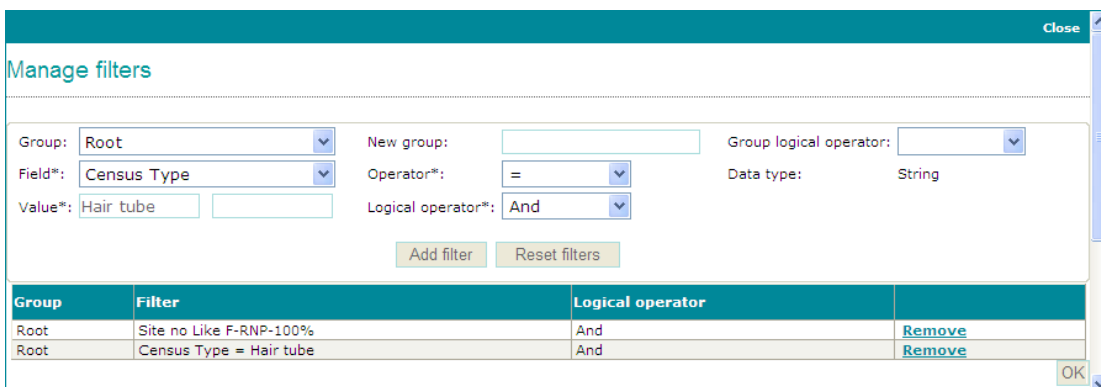 Close
Manage filters
Group: Root New group: Group logical operator:
Field*: Census Type Operator*: = Data type: String
Value*: Hair tube Logical operator*: And
Add filter Reset filters
Group Filter Logical operator
Root Site no Like F-RNP-100% And Remove
Root Census Type = Hair tube And Remove
OK